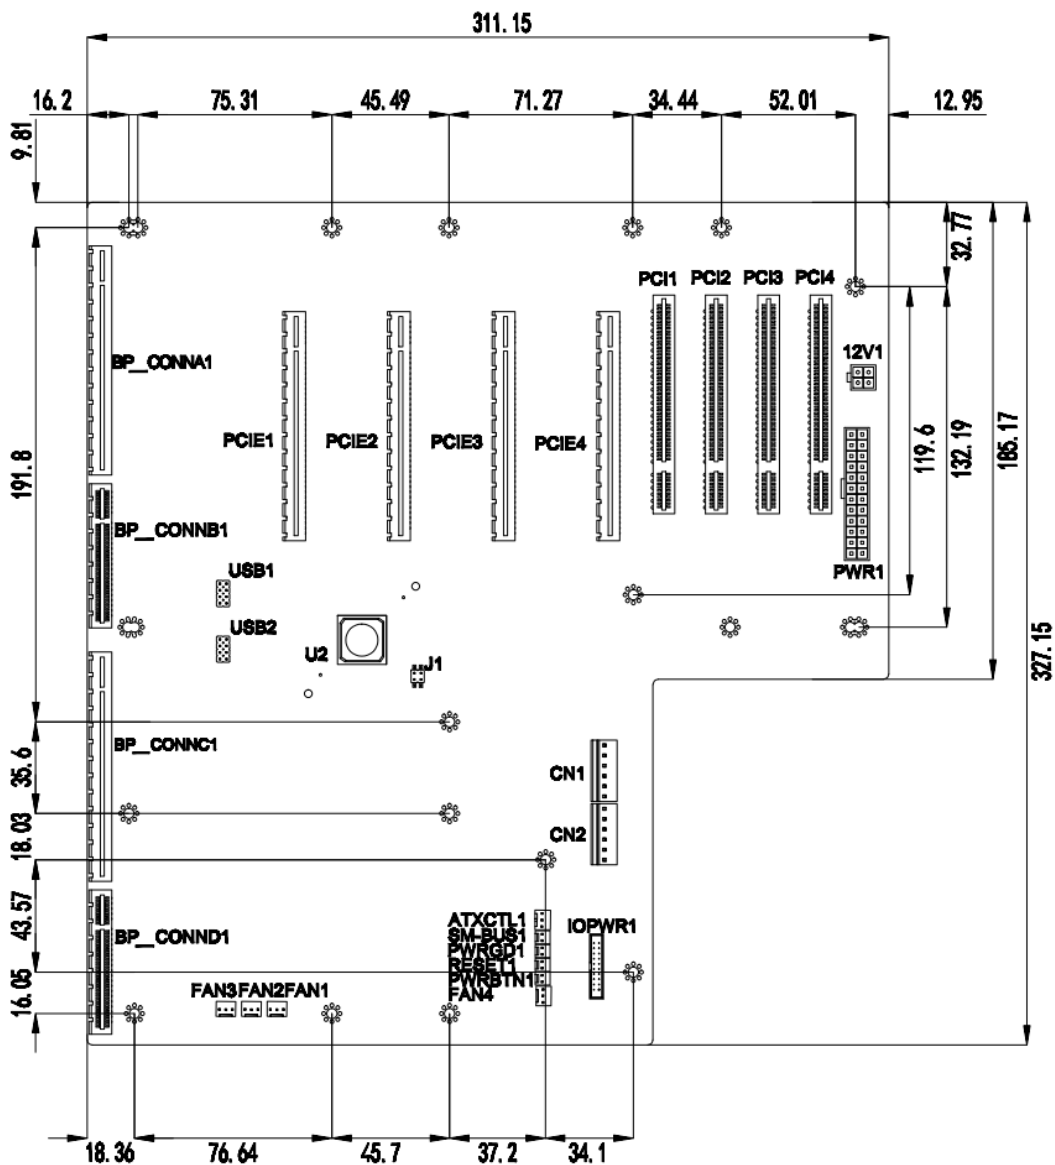 311.15
16.2
75.31
45.49
71.27
34.44
52.01
12.95
9.81
32.77
PCI1
PCI2
PCI3
PCI4
12V1
BP_CONNA1
PCIE1
PCIE2
PCIE3
PCIE4
119.6
132.19
185.17
191.8
BP_CONNB1
PWR1
USB1
USB2
U2
J1
327.15
BP_CONNC1
35.6
CN1
18.03
CN2
43.57
ATXCTL1
IOPWR1
SM-BUS1
BP_CONND1
PWRGD1
RESET1
PWRBTN1
16.05
FAN3
FAN2
FAN1
FAN4
18.36
76.64
45.7
37.2
34.1